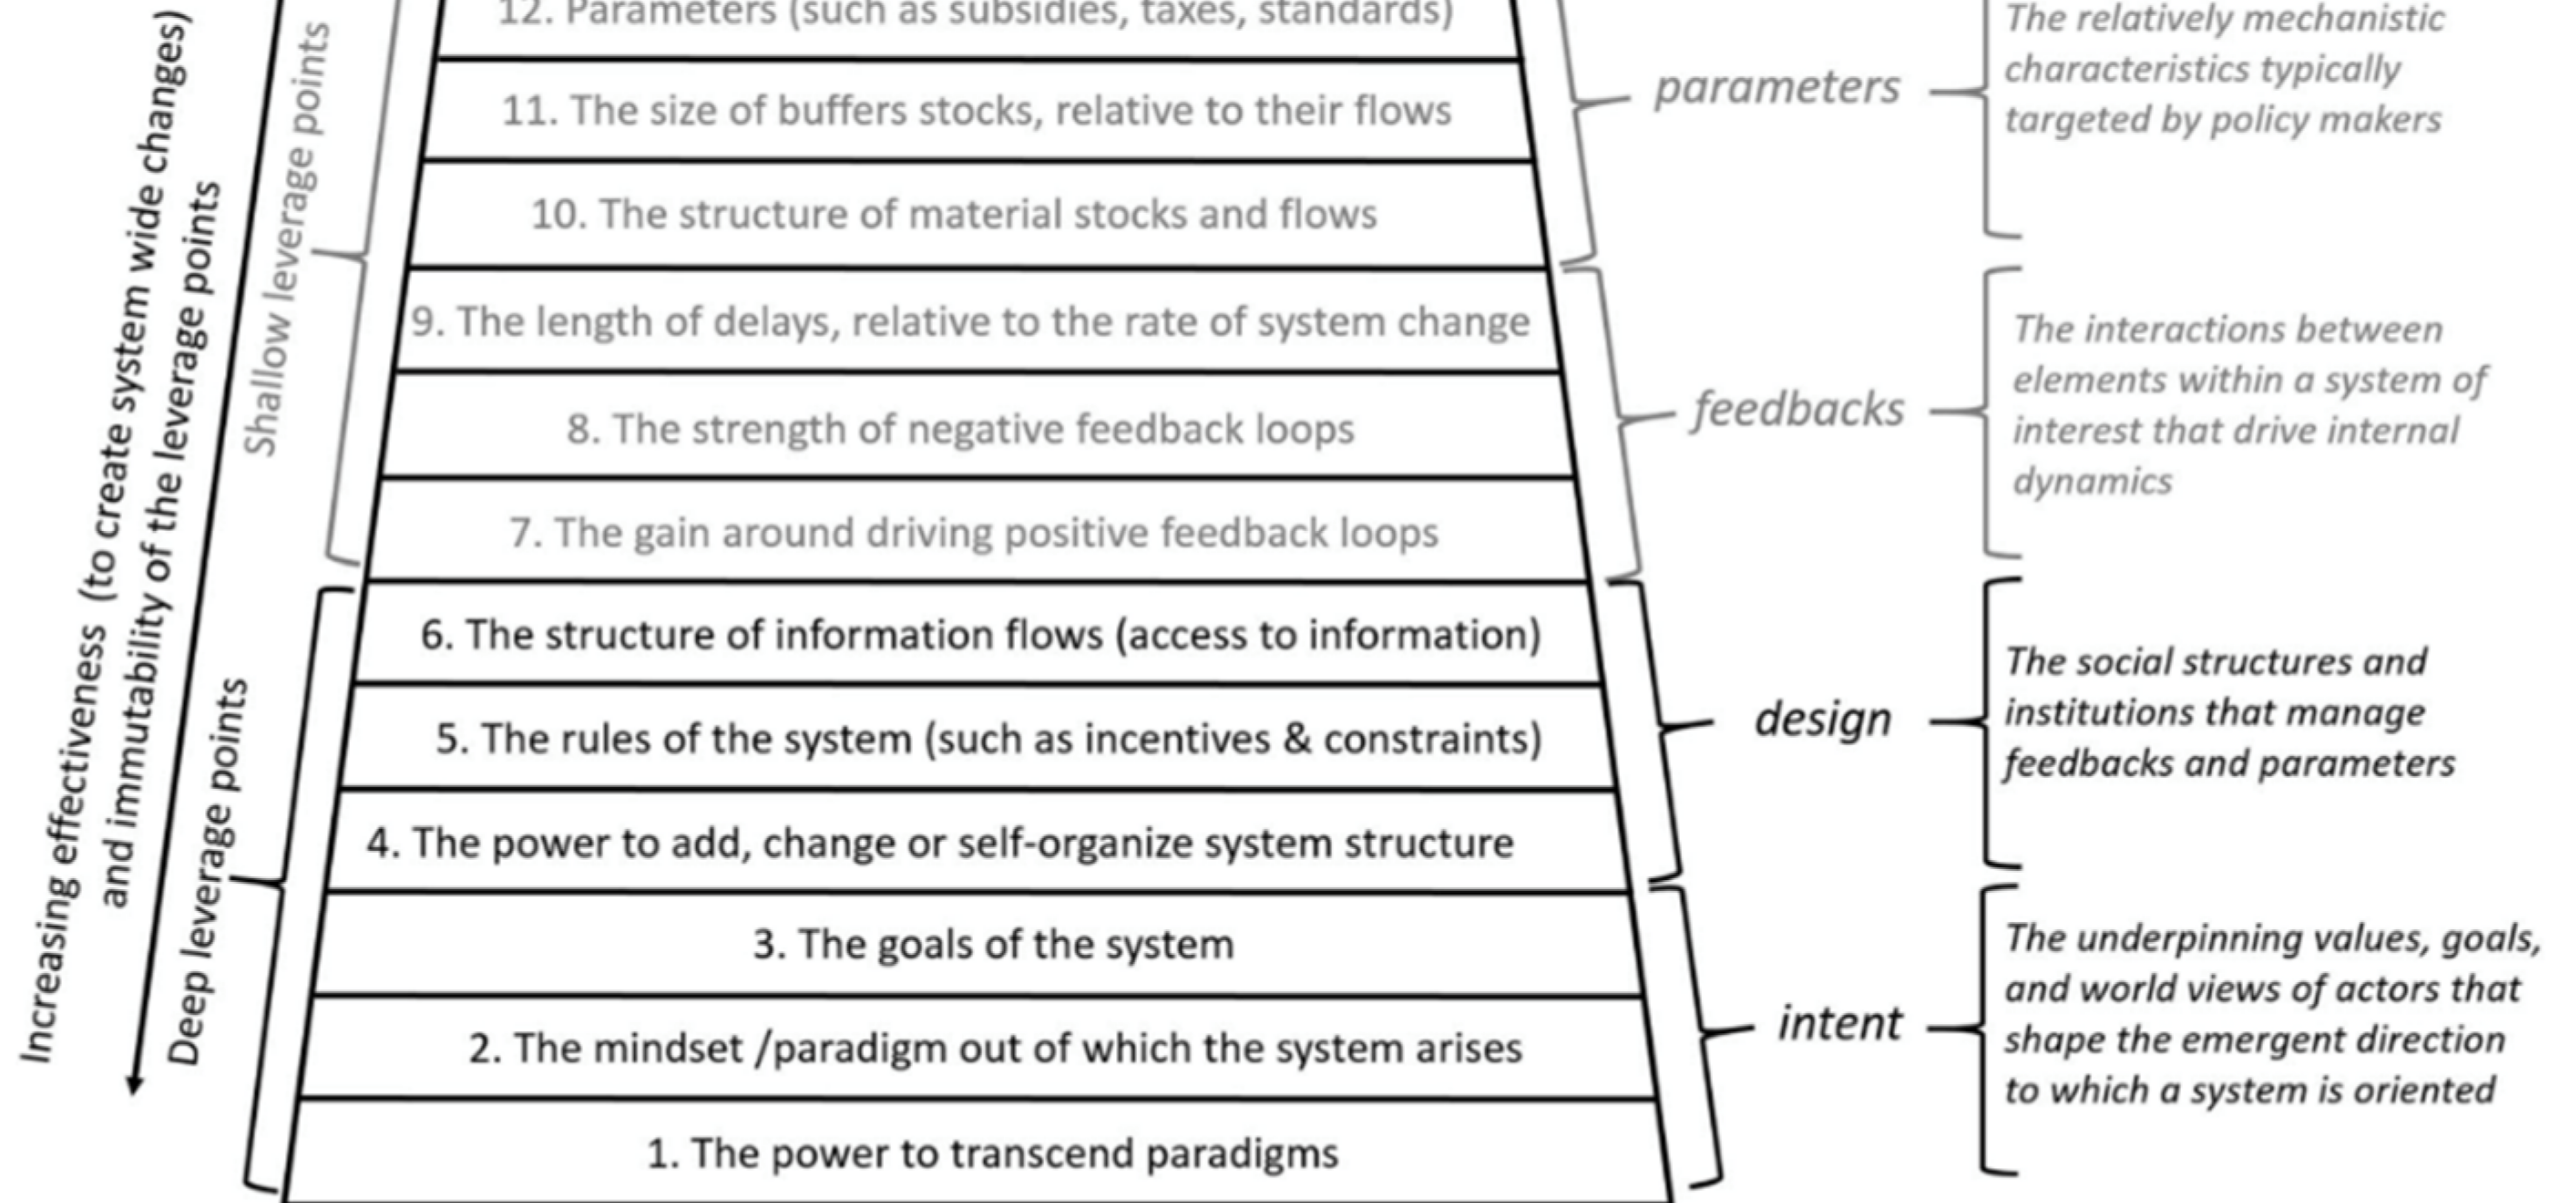 Increasing effectiveness (to create system wide changes)
and immutability of the leverage points
Shallow leverage points
Deep leverage points
12. Parameters (such as subsidies, taxes, standards)
11. The size of buffers stocks, relative to their flows
10. The structure of material stocks and flows
9. The length of delays, relative to the rate of system change
8. The strength of negative feedback loops
7. The gain around driving positive feedback loops
6. The structure of information flows (access to information)
5. The rules of the system (such as incentives & constraints)
4. The power to add, change or self-organize system structure
3. The goals of the system
2. The mindset /paradigm out of which the system arises
1. The power to transcend paradigms
parameters
The relatively mechanistic
characteristics typically
targeted by policy makers
feedbacks
The interactions between
elements within a system of
interest that drive internal
dynamics
design
The social structures and
institutions that manage
feedbacks and parameters
intent
The underpinning values, goals,
and world views of actors that
shape the emergent direction
to which a system is oriented